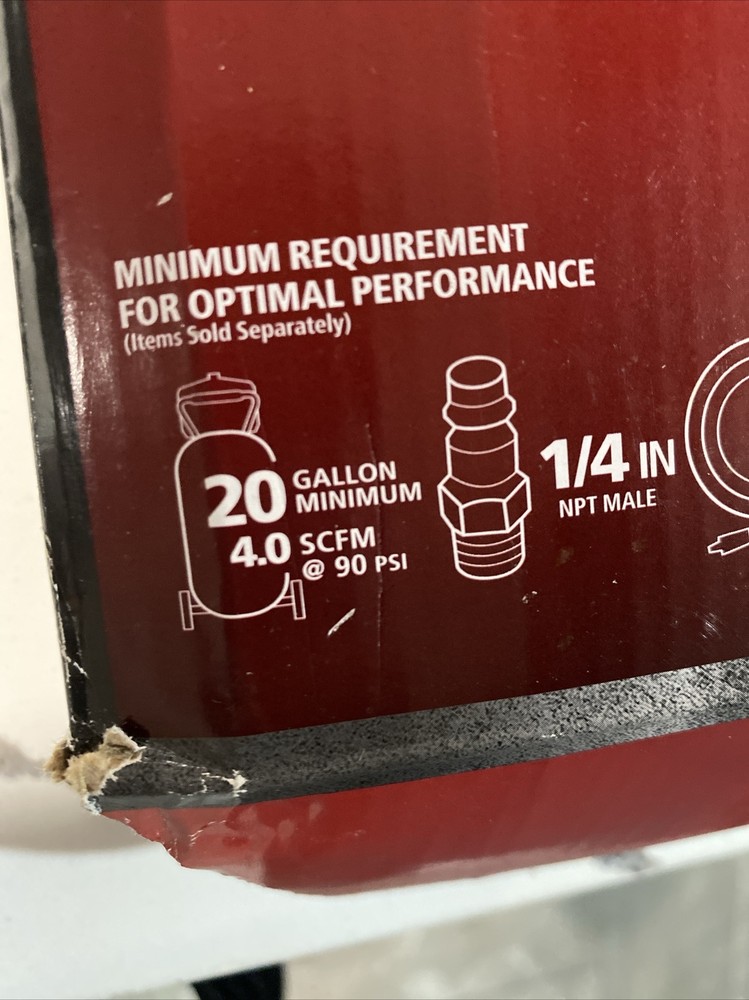 MINIMUM REQUIREMENT
FOR OPTIMAL PERFORMANCE
(Items Sold Separately)
20 GALLON MINIMUM
4.0 SCFM @ 90 PSI
1/4 IN
NPT MALE